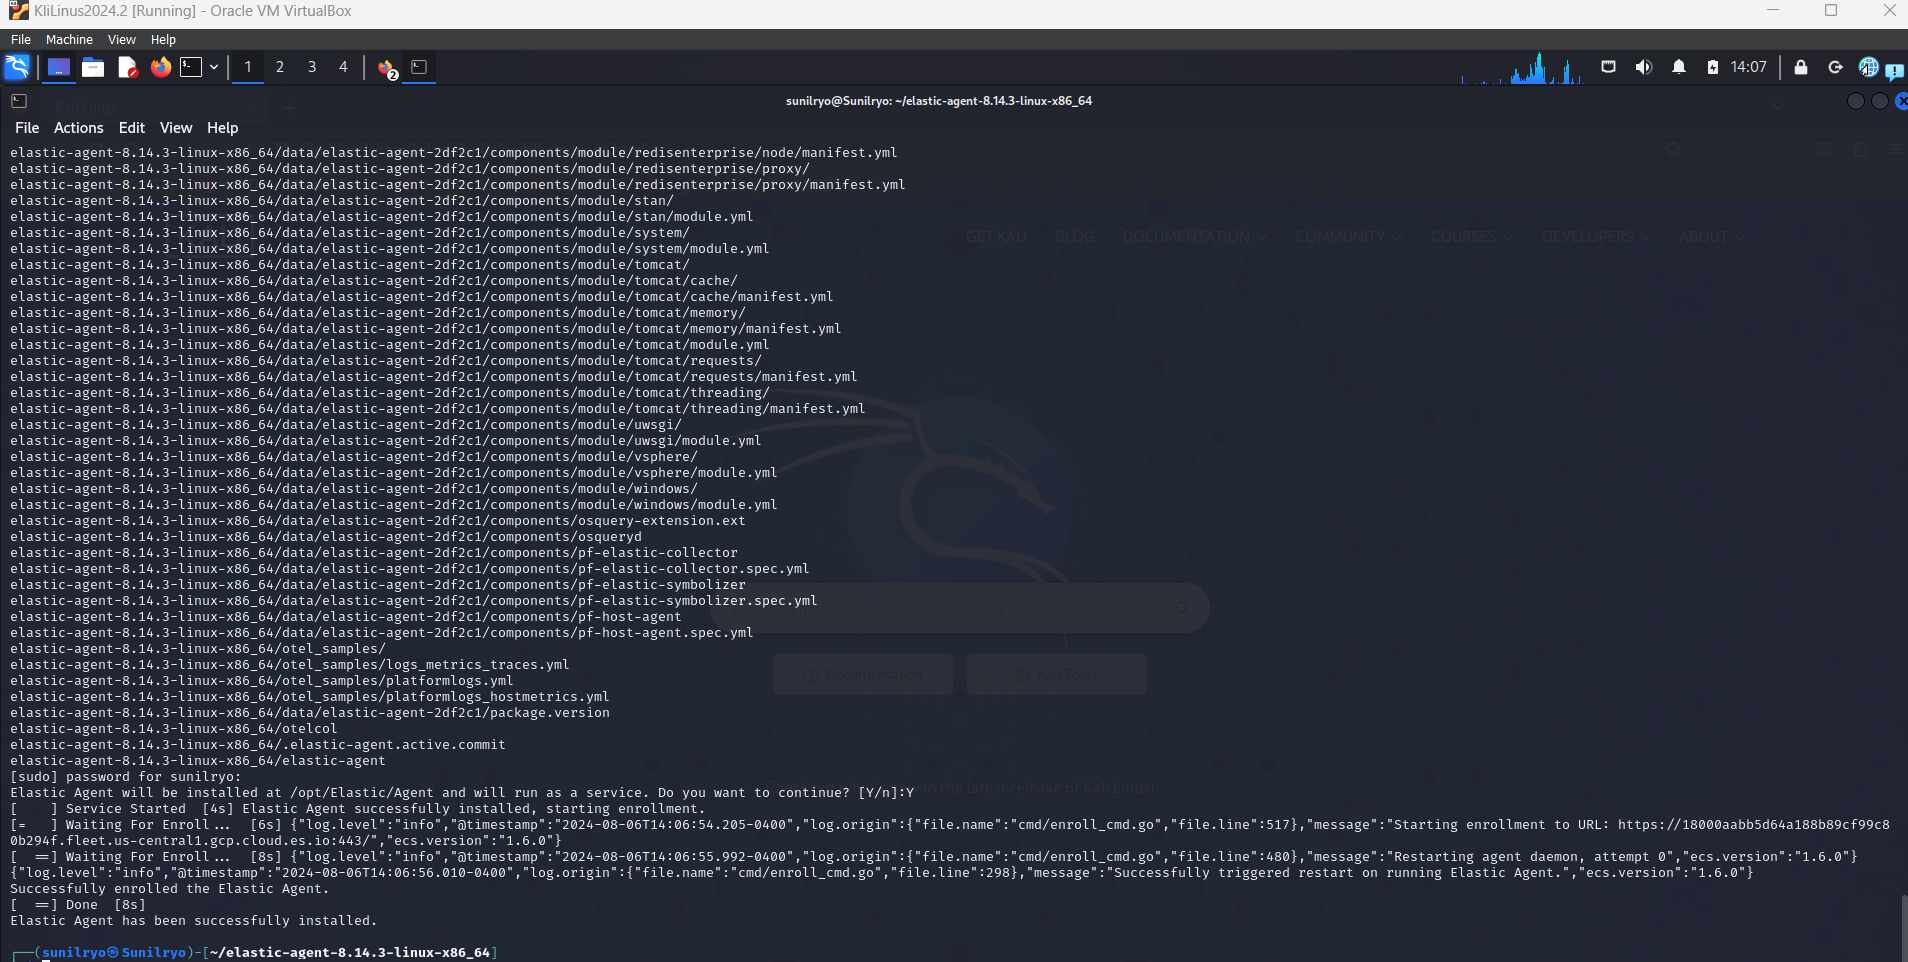 KliLinus2024.2 [Running] - Oracle VM VirtualBox
File Machine View Help
1 2 3 4 2 14:07
Kali Linux
sunilryo@Sunilryo: ~/elastic-agent-8.14.3-linux-x86_64
File Actions Edit View Help
elastic-agent-8.14.3-linux-x86_64/data/elastic-agent-2df2c1/components/module/redisenterprise/node/manifest.yml
elastic-agent-8.14.3-linux-x86_64/data/elastic-agent-2df2c1/components/module/redisenterprise/proxy/
elastic-agent-8.14.3-linux-x86_64/data/elastic-agent-2df2c1/components/module/redisenterprise/proxy/manifest.yml
elastic-agent-8.14.3-linux-x86_64/data/elastic-agent-2df2c1/components/module/stan/
elastic-agent-8.14.3-linux-x86_64/data/elastic-agent-2df2c1/components/module/stan/module.yml
elastic-agent-8.14.3-linux-x86_64/data/elastic-agent-2df2c1/components/module/system/
GET KALI BLOG DOCUMENTATION COMMUNITY COURSES DEVELOPERS ABOUT
elastic-agent-8.14.3-linux-x86_64/data/elastic-agent-2df2c1/components/module/system/module.yml
elastic-agent-8.14.3-linux-x86_64/data/elastic-agent-2df2c1/components/module/tomcat/
elastic-agent-8.14.3-linux-x86_64/data/elastic-agent-2df2c1/components/module/tomcat/cache/
elastic-agent-8.14.3-linux-x86_64/data/elastic-agent-2df2c1/components/module/tomcat/cache/manifest.yml
elastic-agent-8.14.3-linux-x86_64/data/elastic-agent-2df2c1/components/module/tomcat/memory/
elastic-agent-8.14.3-linux-x86_64/data/elastic-agent-2df2c1/components/module/tomcat/memory/manifest.yml
elastic-agent-8.14.3-linux-x86_64/data/elastic-agent-2df2c1/components/module/tomcat/module.yml
elastic-agent-8.14.3-linux-x86_64/data/elastic-agent-2df2c1/components/module/tomcat/requests/
elastic-agent-8.14.3-linux-x86_64/data/elastic-agent-2df2c1/components/module/tomcat/requests/manifest.yml
elastic-agent-8.14.3-linux-x86_64/data/elastic-agent-2df2c1/components/module/tomcat/threading/
elastic-agent-8.14.3-linux-x86_64/data/elastic-agent-2df2c1/components/module/tomcat/threading/manifest.yml
elastic-agent-8.14.3-linux-x86_64/data/elastic-agent-2df2c1/components/module/uwsgi/
elastic-agent-8.14.3-linux-x86_64/data/elastic-agent-2df2c1/components/module/uwsgi/module.yml
elastic-agent-8.14.3-linux-x86_64/data/elastic-agent-2df2c1/components/module/vsphere/
elastic-agent-8.14.3-linux-x86_64/data/elastic-agent-2df2c1/components/module/vsphere/module.yml
elastic-agent-8.14.3-linux-x86_64/data/elastic-agent-2df2c1/components/module/windows/
elastic-agent-8.14.3-linux-x86_64/data/elastic-agent-2df2c1/components/module/windows/module.yml
elastic-agent-8.14.3-linux-x86_64/data/elastic-agent-2df2c1/components/osquery-extension.ext
elastic-agent-8.14.3-linux-x86_64/data/elastic-agent-2df2c1/components/osqueryd
elastic-agent-8.14.3-linux-x86_64/data/elastic-agent-2df2c1/components/pf-elastic-collector
elastic-agent-8.14.3-linux-x86_64/data/elastic-agent-2df2c1/components/pf-elastic-collector.spec.yml
elastic-agent-8.14.3-linux-x86_64/data/elastic-agent-2df2c1/components/pf-elastic-symbolizer
elastic-agent-8.14.3-linux-x86_64/data/elastic-agent-2df2c1/components/pf-elastic-symbolizer.spec.yml
more about Kali? Search for it here!
elastic-agent-8.14.3-linux-x86_64/data/elastic-agent-2df2c1/components/pf-host-agent
elastic-agent-8.14.3-linux-x86_64/data/elastic-agent-2df2c1/components/pf-host-agent.spec.yml
elastic-agent-8.14.3-linux-x86_64/otel_samples/
elastic-agent-8.14.3-linux-x86_64/otel_samples/logs_metrics_traces.yml
Documentation Kali Tools
elastic-agent-8.14.3-linux-x86_64/otel_samples/platformlogs.yml
elastic-agent-8.14.3-linux-x86_64/otel_samples/platformlogs_hostmetrics.yml
elastic-agent-8.14.3-linux-x86_64/data/elastic-agent-2df2c1/package.version
elastic-agent-8.14.3-linux-x86_64/otelcol
elastic-agent-8.14.3-linux-x86_64/.elastic-agent.active.commit
elastic-agent-8.14.3-linux-x86_64/elastic-agent
[sudo] password for sunilryo:
in the latest release of Kali Linux!
Elastic Agent will be installed at /opt/Elastic/Agent and will run as a service. Do you want to continue? [Y/n]:Y
[    ] Service Started  [4s] Elastic Agent successfully installed, starting enrollment.
[=   ] Waiting For Enroll...  [6s] {"log.level":"info","@timestamp":"2024-08-06T14:06:54.205-0400","log.origin":{"file.name":"cmd/enroll_cmd.go","file.line":517},"message":"Starting enrollment to URL: https://18000aabb5d64a188b89cf99c8
0b294f.fleet.us-central1.gcp.cloud.es.io:443/","ecs.version":"1.6.0"}
[  ==] Waiting For Enroll...  [8s] {"log.level":"info","@timestamp":"2024-08-06T14:06:55.992-0400","log.origin":{"file.name":"cmd/enroll_cmd.go","file.line":480},"message":"Restarting agent daemon, attempt 0","ecs.version":"1.6.0"}
{"log.level":"info","@timestamp":"2024-08-06T14:06:56.010-0400","log.origin":{"file.name":"cmd/enroll_cmd.go","file.line":298},"message":"Successfully triggered restart on running Elastic Agent.","ecs.version":"1.6.0"}
Successfully enrolled the Elastic Agent.
[  ==] Done  [8s]
Elastic Agent has been successfully installed.
┌──(sunilryo㉿Sunilryo)-[~/elastic-agent-8.14.3-linux-x86_64]